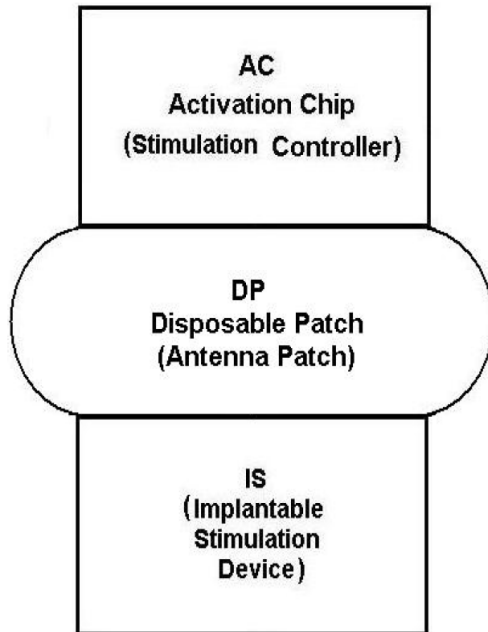 AC
Activation Chip
(Stimulation Controller)
DP
Disposable Patch
(Antenna Patch)
IS
(Implantable
Stimulation
Device)